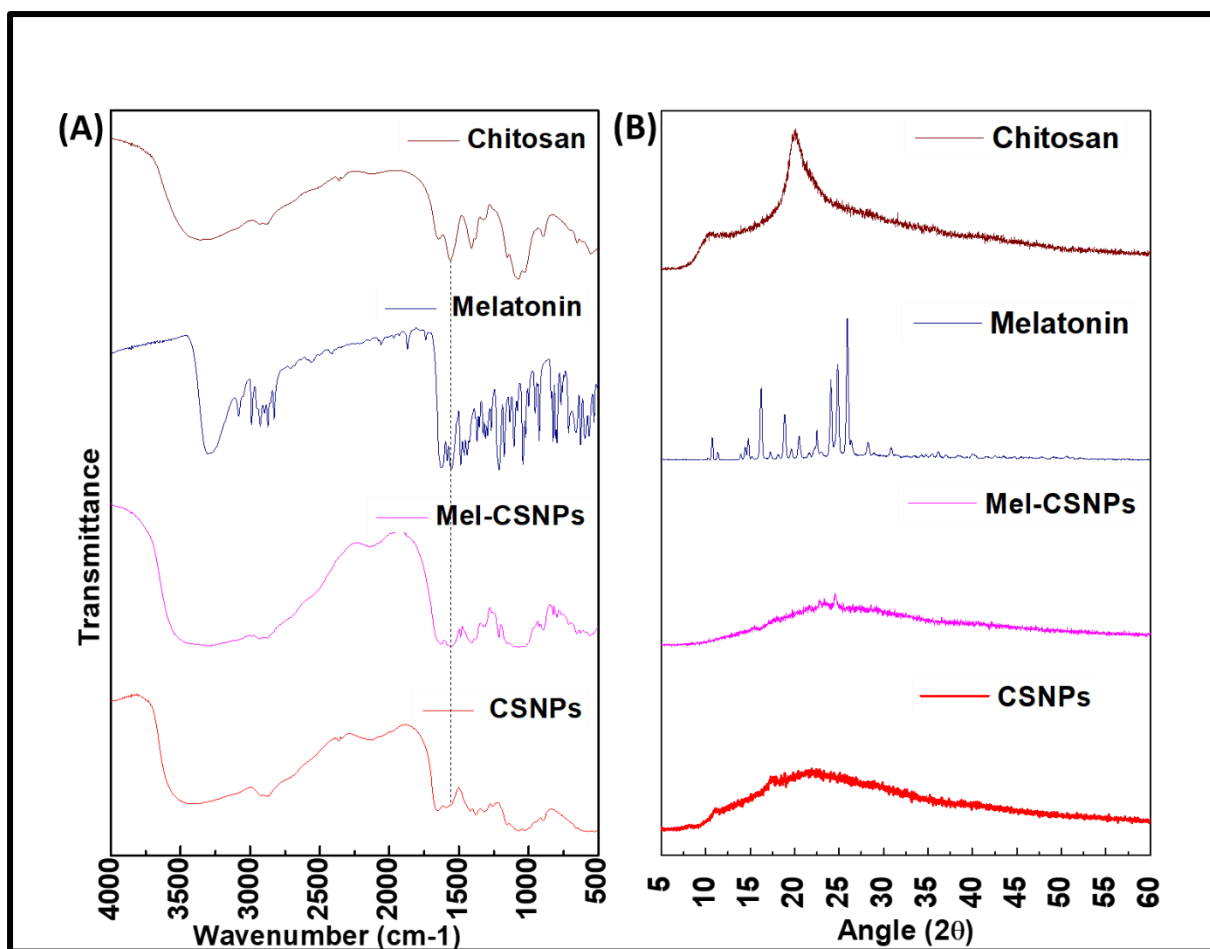 (A)
Chitosan
Melatonin
Mel-CSNPs
CSNPs
Transmittance
4000
3500
3000
2500
2000
1500
1000
500
Wavenumber (cm-1)
(B)
Chitosan
Melatonin
Mel-CSNPs
CSNPs
5 10 15 20 25 30 35 40 45 50 55 60
Angle (2θ)